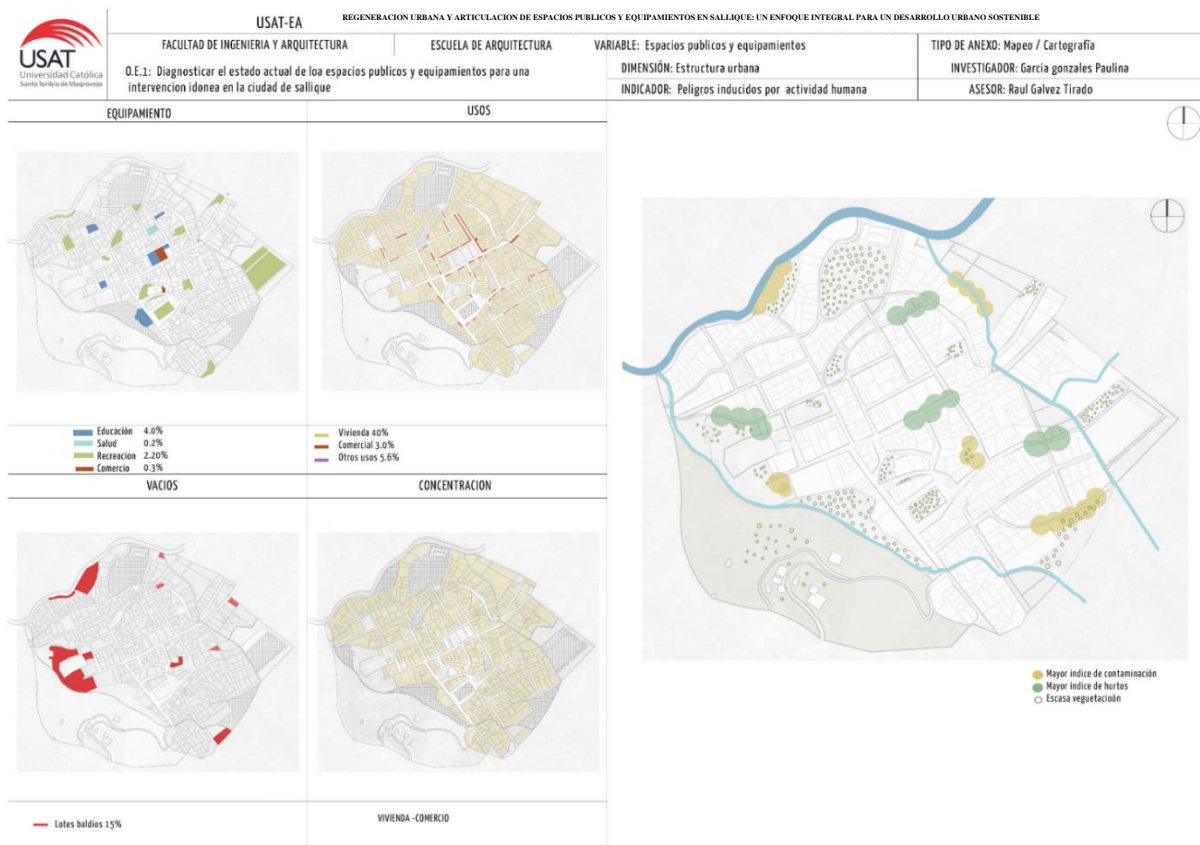 REGENERACION URBANA Y ARTICULACION DE ESPACIOS PUBLICOS Y EQUIPAMIENTOS EN SALLIQUE: UN ENFOQUE INTEGRAL PARA UN DESARROLLO URBANO SOSTENIBLE
USAT-EA
USAT
Universidad Católica
Santo Toribio de Mogrovejo
FACULTAD DE INGENIERIA Y ARQUITECTURA
ESCUELA DE ARQUITECTURA
O.E.1: Diagnosticar el estado actual de loa espacios publicos y equipamientos para una
intervencion idonea en la ciudad de sallique
VARIABLE: Espacios publicos y equipamientos
DIMENSIÓN: Estructura urbana
INDICADOR: Peligros inducidos por actividad humana
TIPO DE ANEXO: Mapeo / Cartografía
INVESTIGADOR: Garcia gonzales Paulina
ASESOR: Raul Galvez Tirado
EQUIPAMIENTO
USOS
Educación 4.0%
Salud 0.2%
Recreacion 2.20%
Comercio 0.3%
Vivienda 40%
Comercial 3.0%
Otros usos 5.6%
VACIOS
CONCENTRACION
Lotes baldios 15%
VIVIENDA -COMERCIO
Mayor indice de contaminación
Mayor indice de hurtos
Escasa veguetacioón